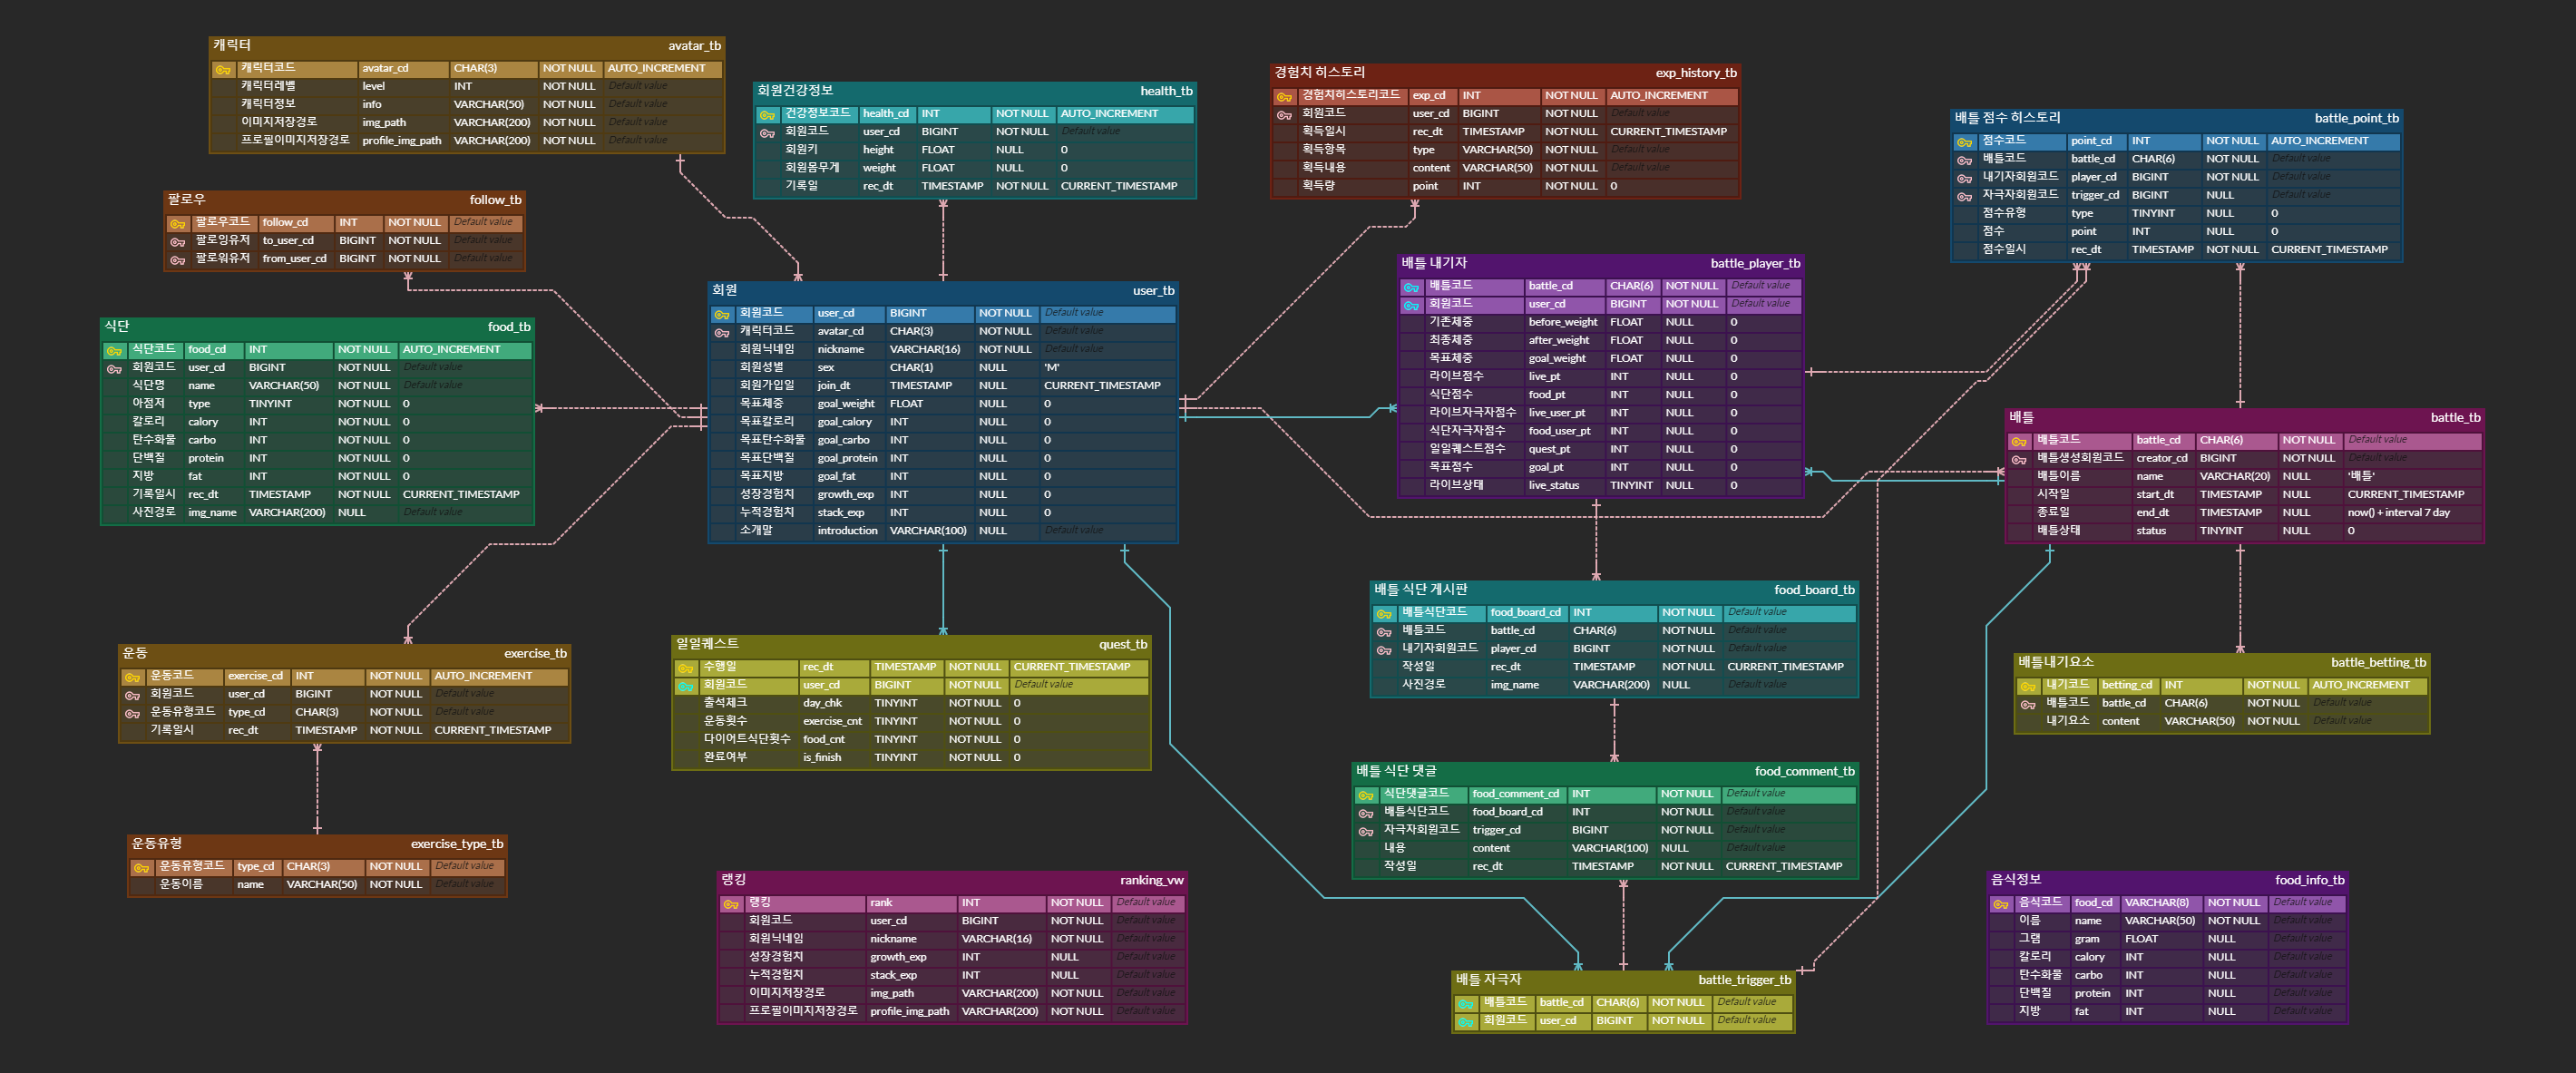 캐릭터 avatar_tb
캐릭터코드 avatar_cd CHAR(3) NOT NULL AUTO_INCREMENT
캐릭터레벨 level INT NOT NULL Default value
캐릭터정보 info VARCHAR(50) NOT NULL Default value
이미지저장경로 img_path VARCHAR(200) NOT NULL Default value
프로필이미지저장경로 profile_img_path VARCHAR(200) NOT NULL Default value
회원건강정보 health_tb
건강정보코드 health_cd INT NOT NULL AUTO_INCREMENT
회원코드 user_cd BIGINT NOT NULL Default value
회원키 height FLOAT NULL 0
회원몸무게 weight FLOAT NULL 0
기록일 rec_dt TIMESTAMP NOT NULL CURRENT_TIMESTAMP
경험치 히스토리 exp_history_tb
경험치히스토리코드 exp_cd INT NOT NULL AUTO_INCREMENT
회원코드 user_cd BIGINT NOT NULL Default value
획득일시 rec_dt TIMESTAMP NOT NULL CURRENT_TIMESTAMP
획득항목 type VARCHAR(50) NOT NULL Default value
획득내용 content VARCHAR(50) NOT NULL Default value
획득량 point INT NOT NULL 0
배틀 점수 히스토리 battle_point_tb
점수코드 point_cd INT NOT NULL AUTO_INCREMENT
배틀코드 battle_cd CHAR(6) NOT NULL Default value
내기자회원코드 player_cd BIGINT NOT NULL Default value
자극자회원코드 trigger_cd BIGINT NULL Default value
점수유형 type TINYINT NULL 0
점수 point INT NULL 0
점수일시 rec_dt TIMESTAMP NOT NULL CURRENT_TIMESTAMP
팔로우 follow_tb
팔로우코드 follow_cd INT NOT NULL Default value
팔로잉유저 to_user_cd BIGINT NOT NULL Default value
팔로워유저 from_user_cd BIGINT NOT NULL Default value
회원 user_tb
회원코드 user_cd BIGINT NOT NULL Default value
캐릭터코드 avatar_cd CHAR(3) NOT NULL Default value
회원닉네임 nickname VARCHAR(16) NOT NULL Default value
회원성별 sex CHAR(1) NULL 'M'
회원가입일 join_dt TIMESTAMP NULL CURRENT_TIMESTAMP
목표체중 goal_weight FLOAT NULL 0
목표칼로리 goal_calory INT NULL 0
목표탄수화물 goal_carbo INT NULL 0
목표단백질 goal_protein INT NULL 0
목표지방 goal_fat INT NULL 0
성장경험치 growth_exp INT NULL 0
누적경험치 stack_exp INT NULL 0
소개말 introduction VARCHAR(100) NULL Default value
배틀 내기자 battle_player_tb
배틀코드 battle_cd CHAR(6) NOT NULL Default value
회원코드 user_cd BIGINT NOT NULL Default value
기존체중 before_weight FLOAT NULL 0
최종체중 after_weight FLOAT NULL 0
목표체중 goal_weight FLOAT NULL 0
라이브점수 live_pt INT NULL 0
식단점수 food_pt INT NULL 0
라이브자극자점수 live_user_pt INT NULL 0
식단자극자점수 food_user_pt INT NULL 0
일일퀘스트점수 quest_pt INT NULL 0
목표점수 goal_pt INT NULL 0
라이브상태 live_status TINYINT NULL 0
식단 food_tb
식단코드 food_cd INT NOT NULL AUTO_INCREMENT
회원코드 user_cd BIGINT NOT NULL Default value
식단명 name VARCHAR(50) NOT NULL Default value
아점저 type TINYINT NOT NULL 0
칼로리 calory INT NOT NULL 0
탄수화물 carbo INT NOT NULL 0
단백질 protein INT NOT NULL 0
지방 fat INT NOT NULL 0
기록일시 rec_dt TIMESTAMP NOT NULL CURRENT_TIMESTAMP
사진경로 img_name VARCHAR(200) NULL Default value
배틀 battle_tb
배틀코드 battle_cd CHAR(6) NOT NULL Default value
배틀생성회원코드 creator_cd BIGINT NOT NULL Default value
배틀이름 name VARCHAR(20) NULL '배틀'
시작일 start_dt TIMESTAMP NULL CURRENT_TIMESTAMP
종료일 end_dt TIMESTAMP NULL now() + interval 7 day
배틀상태 status TINYINT NULL 0
배틀 식단 게시판 food_board_tb
배틀식단코드 food_board_cd INT NOT NULL Default value
배틀코드 battle_cd CHAR(6) NOT NULL Default value
내기자회원코드 player_cd BIGINT NOT NULL Default value
작성일 rec_dt TIMESTAMP NOT NULL CURRENT_TIMESTAMP
사진경로 img_name VARCHAR(200) NULL Default value
운동 exercise_tb
운동코드 exercise_cd INT NOT NULL AUTO_INCREMENT
회원코드 user_cd BIGINT NOT NULL Default value
운동유형코드 type_cd CHAR(3) NOT NULL Default value
기록일시 rec_dt TIMESTAMP NOT NULL CURRENT_TIMESTAMP
일일퀘스트 quest_tb
수행일 rec_dt TIMESTAMP NOT NULL CURRENT_TIMESTAMP
회원코드 user_cd BIGINT NOT NULL Default value
출석체크 day_chk TINYINT NOT NULL 0
운동횟수 exercise_cnt TINYINT NOT NULL 0
다이어트식단횟수 food_cnt TINYINT NOT NULL 0
완료여부 is_finish TINYINT NOT NULL 0
배틀내기요소 battle_betting_tb
내기코드 betting_cd INT NOT NULL AUTO_INCREMENT
배틀코드 battle_cd CHAR(6) NOT NULL Default value
내기요소 content VARCHAR(50) NOT NULL Default value
배틀 식단 댓글 food_comment_tb
식단댓글코드 food_comment_cd INT NOT NULL Default value
배틀식단코드 food_board_cd INT NOT NULL Default value
자극자회원코드 trigger_cd BIGINT NOT NULL Default value
내용 content VARCHAR(100) NULL Default value
작성일 rec_dt TIMESTAMP NOT NULL CURRENT_TIMESTAMP
운동유형 exercise_type_tb
운동유형코드 type_cd CHAR(3) NOT NULL Default value
운동이름 name VARCHAR(50) NOT NULL Default value
랭킹 ranking_vw
랭킹 rank INT NOT NULL Default value
회원코드 user_cd BIGINT NOT NULL Default value
회원닉네임 nickname VARCHAR(16) NOT NULL Default value
성장경험치 growth_exp INT NULL Default value
누적경험치 stack_exp INT NULL Default value
이미지저장경로 img_path VARCHAR(200) NOT NULL Default value
프로필이미지저장경로 profile_img_path VARCHAR(200) NOT NULL Default value
음식정보 food_info_tb
음식코드 food_cd VARCHAR(8) NOT NULL Default value
이름 name VARCHAR(50) NOT NULL Default value
그램 gram FLOAT NULL Default value
칼로리 calory INT NULL Default value
탄수화물 carbo INT NULL Default value
단백질 protein INT NULL Default value
지방 fat INT NULL Default value
배틀 자극자 battle_trigger_tb
배틀코드 battle_cd CHAR(6) NOT NULL Default value
회원코드 user_cd BIGINT NOT NULL Default value